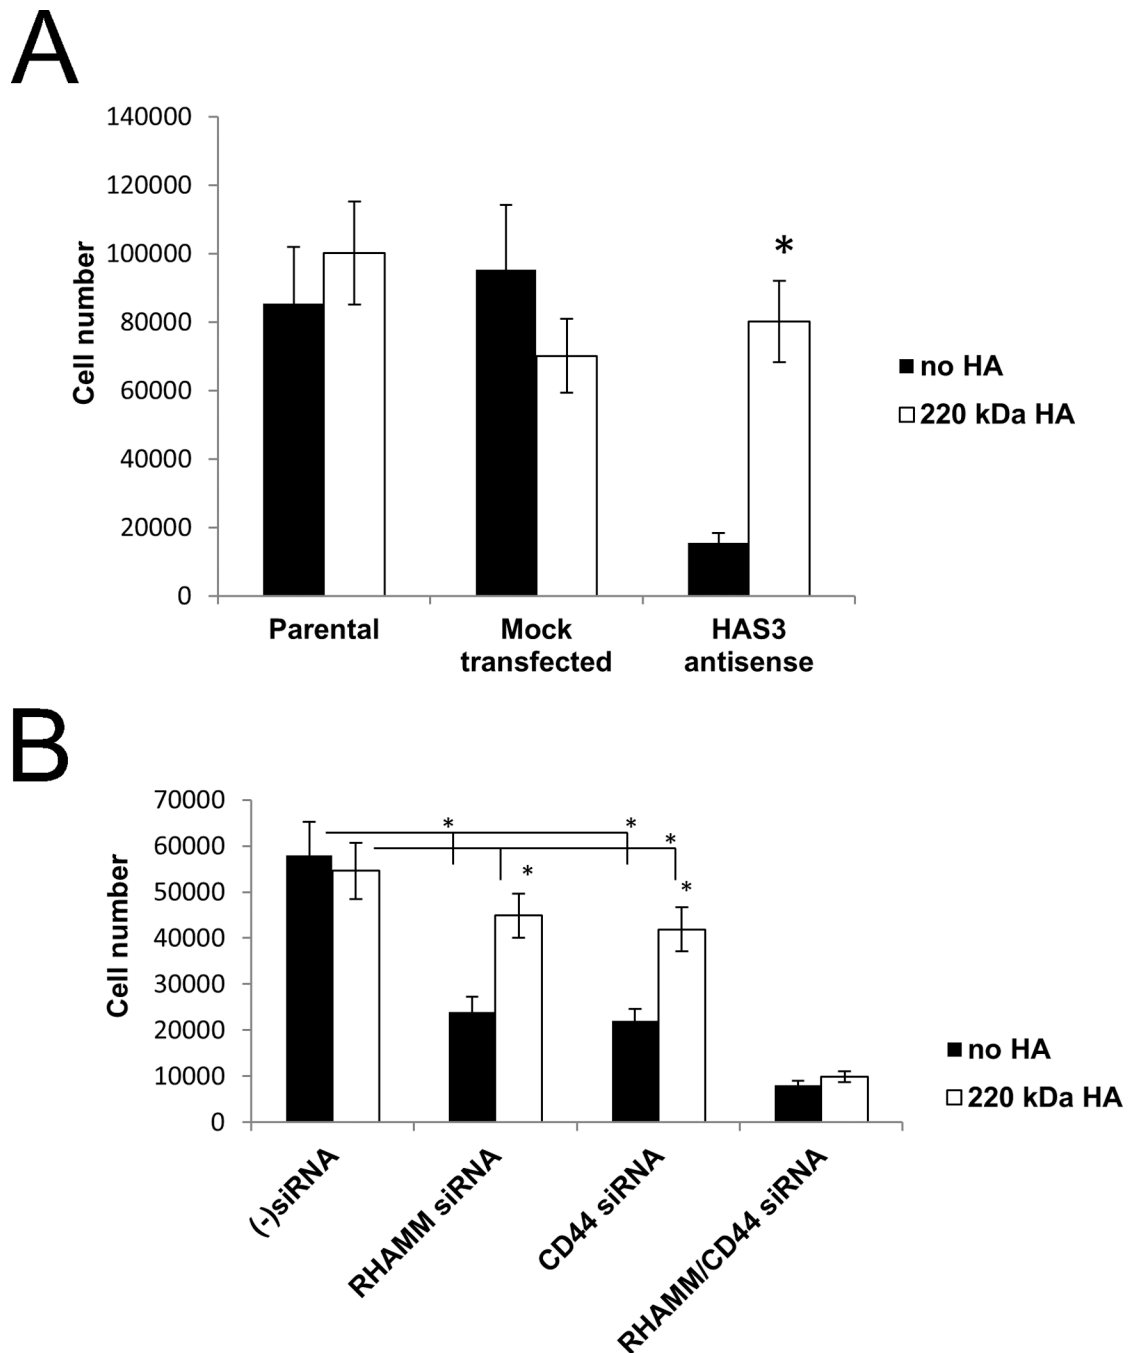 A
140000
120000
100000
80000
60000
40000
20000
0
Cell number
*
no HA
220 kDa HA
Parental
Mock
transfected
HAS3
antisense
B
70000
60000
50000
40000
30000
20000
10000
0
Cell number
*
*
*
*
*
no HA
220 kDa HA
(-)siRNA
RHAMM siRNA
CD44 siRNA
RHAMM/CD44 siRNA